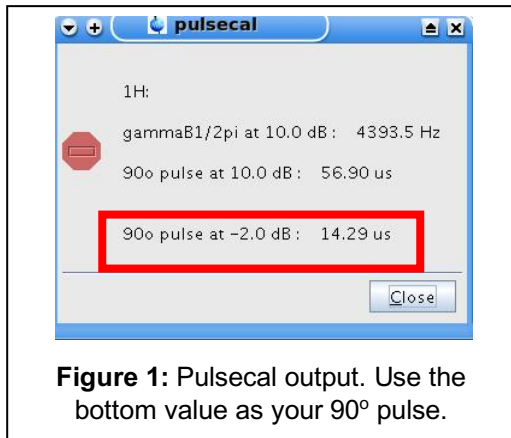 pulsecal
1H:
gammaB1/2pi at 10.0 dB : 4393.5 Hz
90o pulse at 10.0 dB : 56.90 us
90o pulse at −2.0 dB : 14.29 us
Close
Figure 1: Pulsecal output. Use the
bottom value as your 90º pulse.